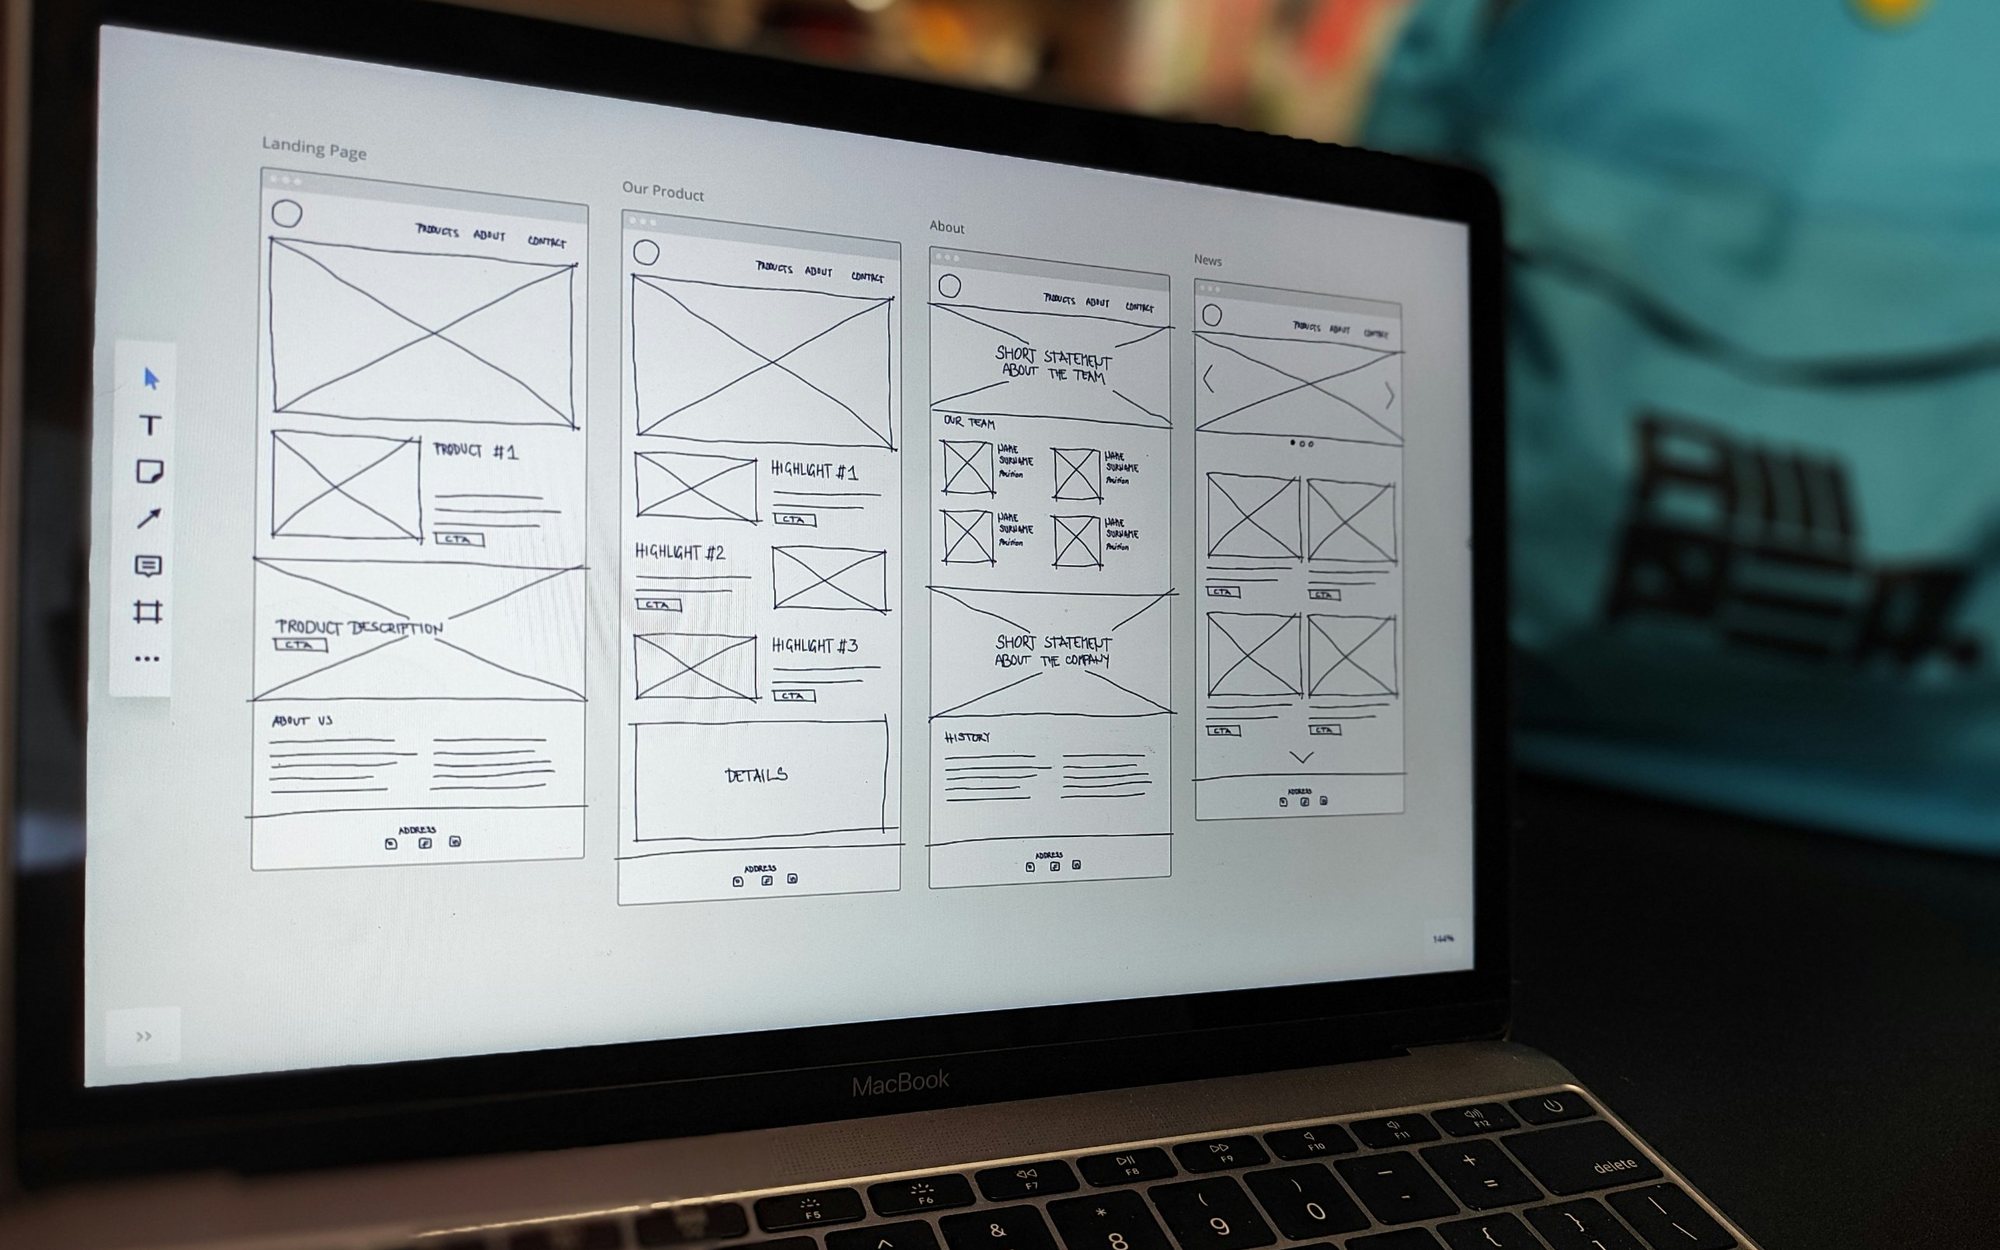 Landing Page
PRODUCTS ABOUT CONTACT
PRODUCT #1
CTA
PRODUCT DESCRIPTION
CTA
ABOUT US
ADDRESS
Our Product
PRODUCTS ABOUT CONTACT
HIGHLIGHT #1
CTA
HIGHLIGHT #2
CTA
HIGHLIGHT #3
CTA
DETAILS
ADDRESS
About
PRODUCTS ABOUT CONTACT
SHORT STATEMENT
ABOUT THE TEAM
OUR TEAM
NAME
SURNAME
Position
NAME
SURNAME
Position
NAME
SURNAME
Position
NAME
SURNAME
Position
SHORT STATEMENT
ABOUT THE COMPANY
HISTORY
ADDRESS
News
PRODUCTS ABOUT CONTACT
CTA
CTA
CTA
CTA
ADDRESS
144%
MacBook
F5 F6 F7 F8 F9 F10 F11 F12
& * 8 ( 9 ) 0 - - + = delete
{ } | \